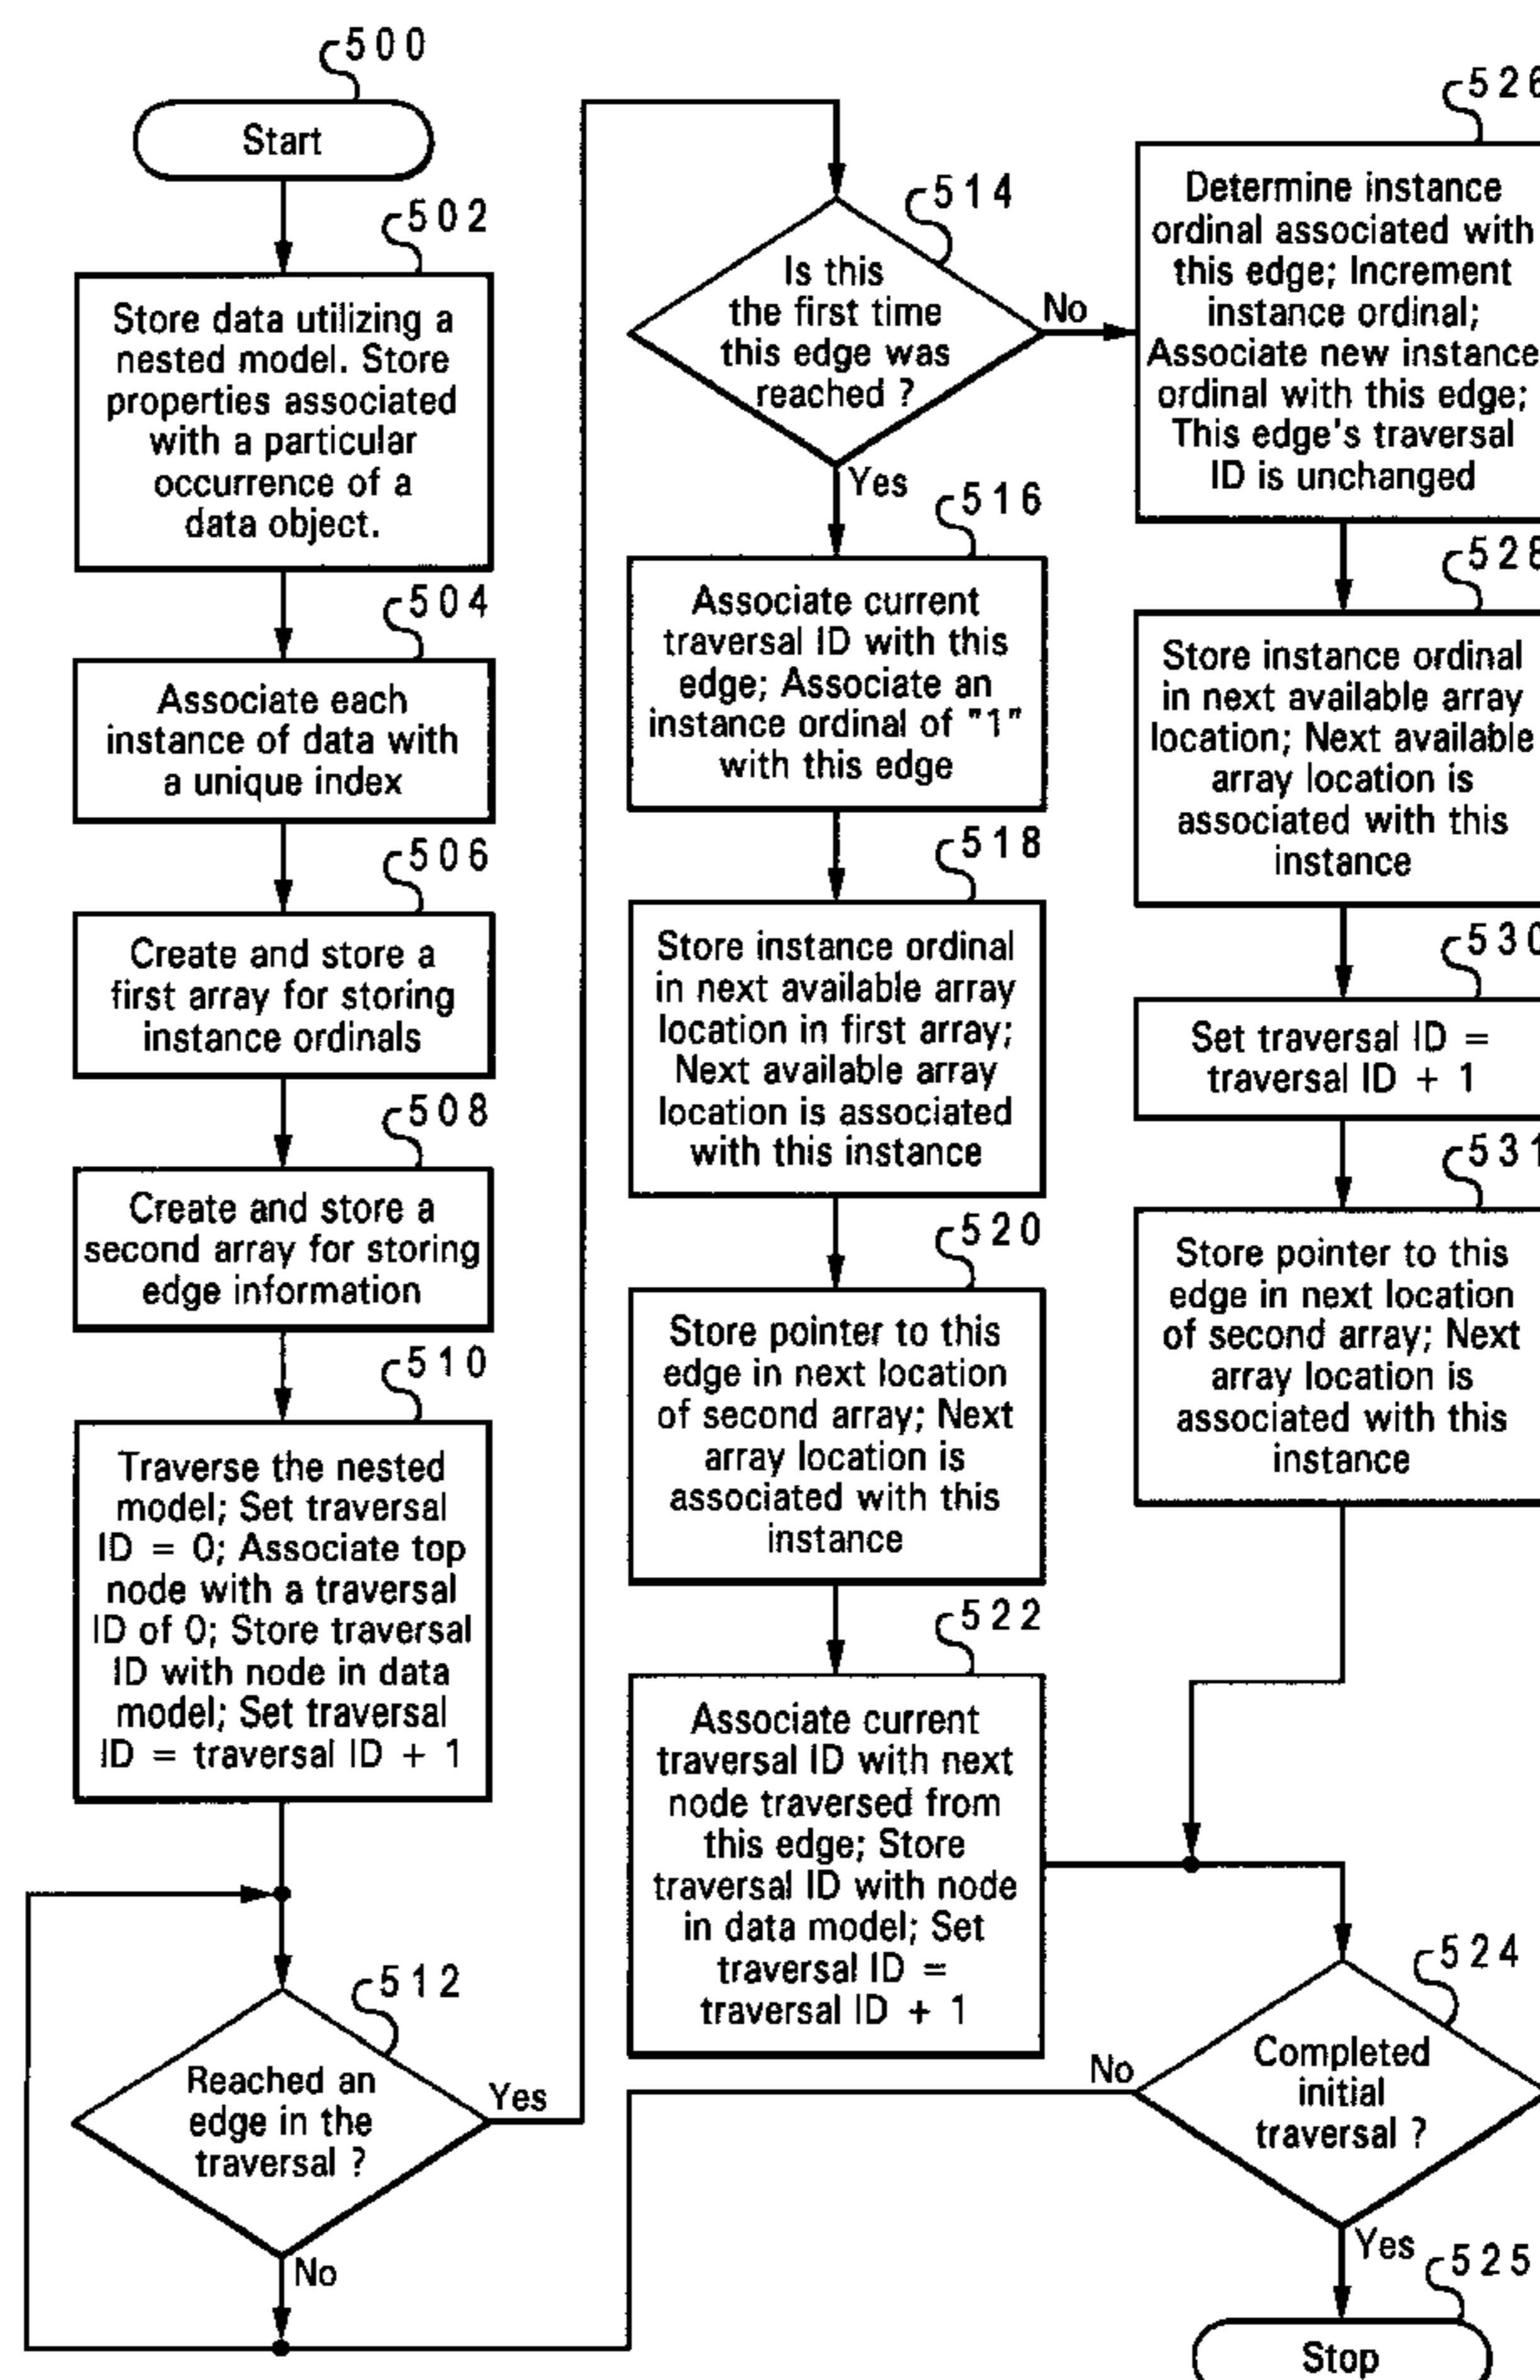 500
Start
502
Store data utilizing a
nested model. Store
properties associated
with a particular
occurrence of a
data object.
504
Associate each
instance of data with
a unique index
506
Create and store a
first array for storing
instance ordinals
508
Create and store a
second array for storing
edge information
510
Traverse the nested
model; Set traversal
ID = 0; Associate top
node with a traversal
ID of 0; Store traversal
ID with node in data
model; Set traversal
ID = traversal ID + 1
512
Reached an
edge in the
traversal ?
Yes
No
514
Is this
the first time
this edge was
reached ?
No
Yes
516
Associate current
traversal ID with this
edge; Associate an
instance ordinal of "1"
with this edge
518
Store instance ordinal
in next available array
location in first array;
Next available array
location is associated
with this instance
520
Store pointer to this
edge in next location
of second array; Next
array location is
associated with this
instance
522
Associate current
traversal ID with next
node traversed from
this edge; Store
traversal ID with node
in data model; Set
traversal ID =
traversal ID + 1
526
Determine instance
ordinal associated with
this edge; Increment
instance ordinal;
Associate new instance
ordinal with this edge;
This edge's traversal
ID is unchanged
528
Store instance ordinal
in next available array
location; Next available
array location is
associated with this
instance
530
Set traversal ID =
traversal ID + 1
531
Store pointer to this
edge in next location
of second array; Next
array location is
associated with this
instance
524
Completed
initial
traversal ?
No
Yes
525
Stop